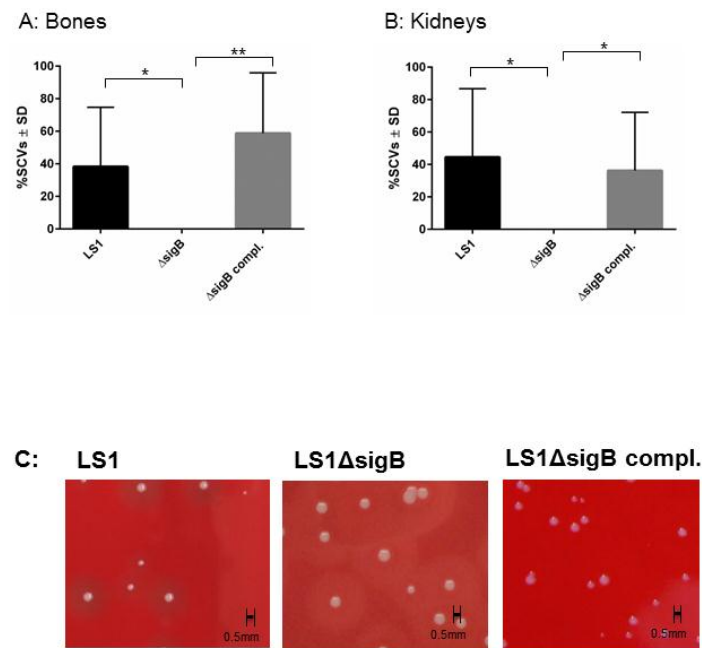 A: Bones
B: Kidneys
* **
* *
%SCVs ± SD
100
80
60
40
20
0
LS1
ΔsigB
ΔsigB compl.
%SCVs ± SD
100
80
60
40
20
0
LS1
ΔsigB
ΔsigB compl.
C: LS1 LS1ΔsigB LS1ΔsigB compl.
0.5mm 0.5mm 0.5mm